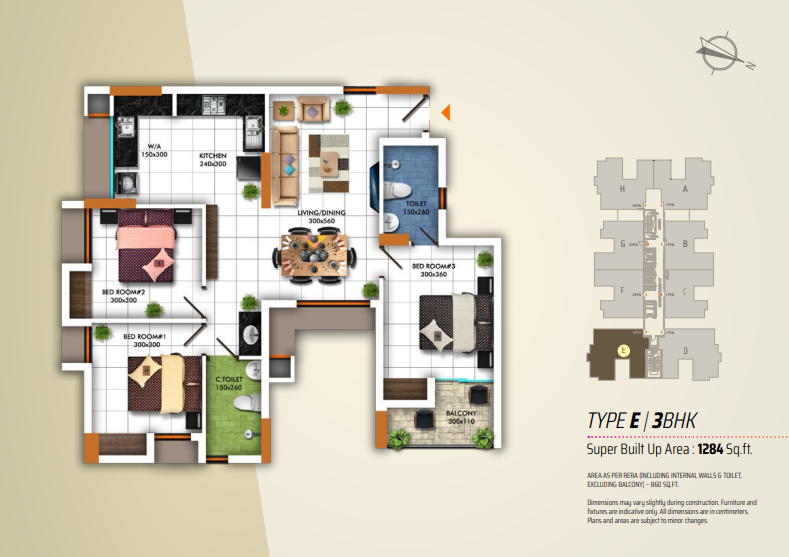 N
W/A
150x300
KITCHEN
240x300
LIVING/DINING
300x560
TOILET
150x260
BED ROOM#2
300x300
BED ROOM#3
300x360
BED ROOM#1
300x300
C.TOILET
150x260
BALCONY
300x110
H
A
G
B
F
C
E
D
TYPE E | 3BHK
Super Built Up Area : 1284 Sq.ft.
AREA AS PER RERA (INCLUDING INTERNAL WALLS & TOILET,
EXCLUDING BALCONY) – 860 SQ.FT.
Dimensions may vary slightly during construction. Furniture and
fixtures are indicative only. All dimensions are in centimeters.
Plans and areas are subject to minor changes.